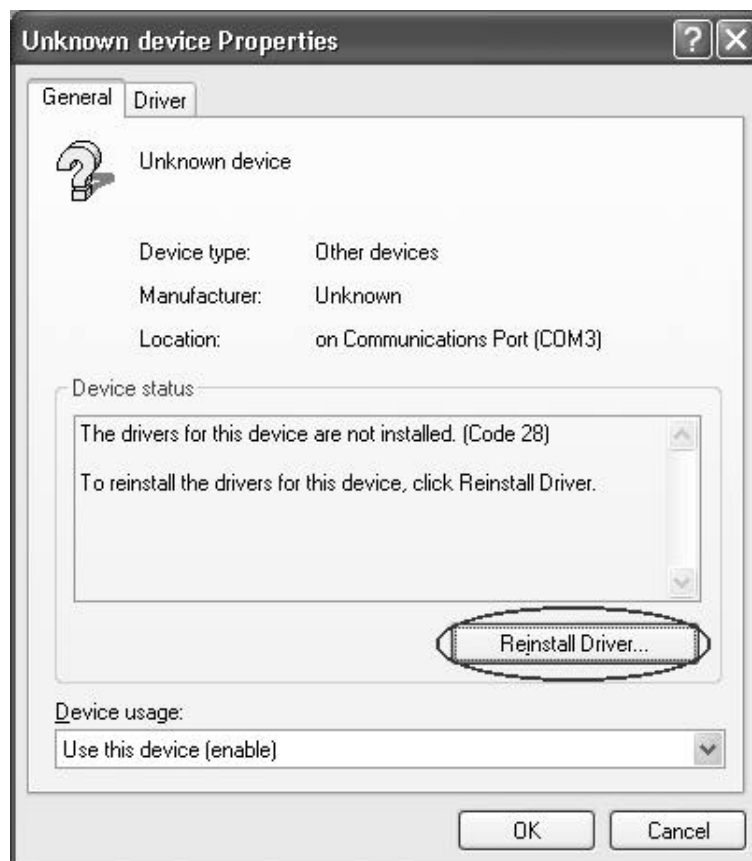 Unknown device Properties
General Driver
Unknown device
Device type: Other devices
Manufacturer: Unknown
Location: on Communications Port (COM3)
Device status
The drivers for this device are not installed. (Code 28)
To reinstall the drivers for this device, click Reinstall Driver.
Reinstall Driver...
Device usage:
Use this device (enable)
OK Cancel